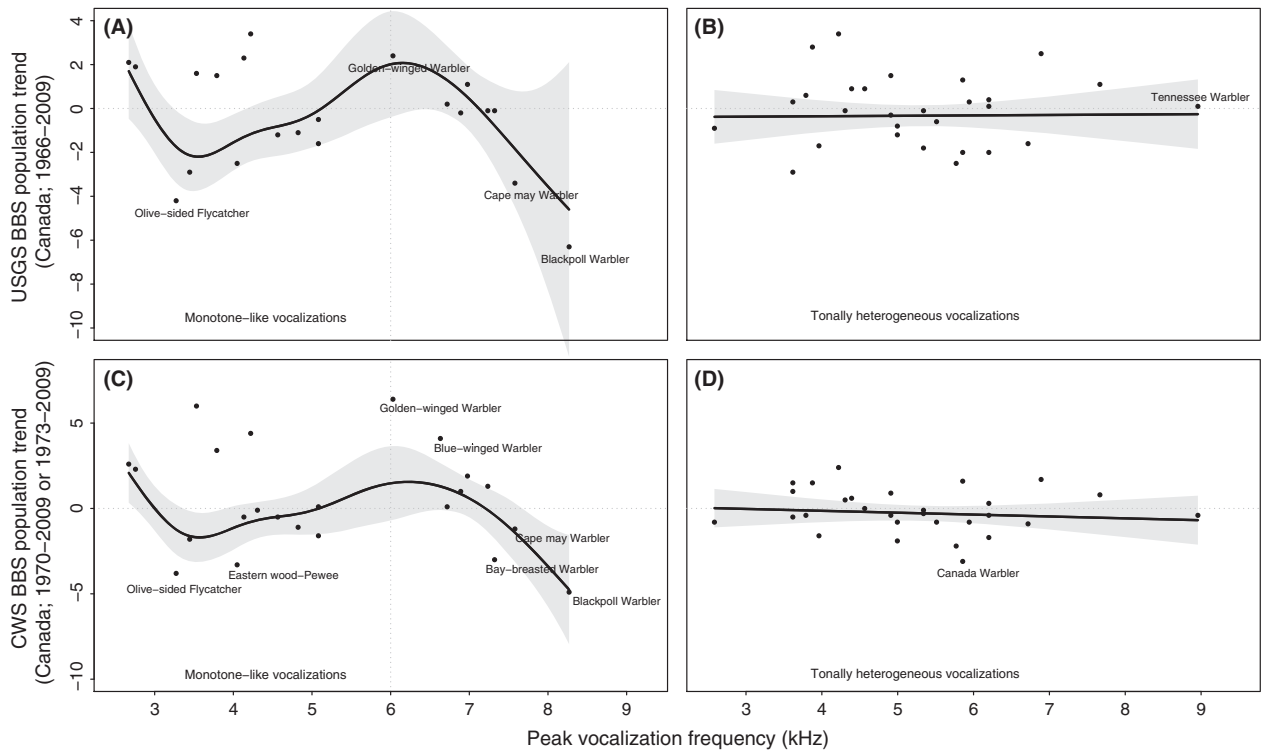 (A)
4
2
0
−2
−4
−6
−8
−10
USGS BBS population trend
(Canada; 1966−2009)
Golden−winged Warbler
Cape may Warbler
Olive−sided Flycatcher
Blackpoll Warbler
Monotone−like vocalizations
(B)
Tennessee Warbler
Tonally heterogeneous vocalizations
(C)
5
0
−5
−10
CWS BBS population trend
(Canada; 1970−2009 or 1973−2009)
Golden−winged Warbler
Blue−winged Warbler
Cape may Warbler
Bay−breasted Warbler
Eastern wood−Pewee
Olive−sided Flycatcher
Blackpoll Warbler
Monotone−like vocalizations
(D)
Canada Warbler
Tonally heterogeneous vocalizations
3 4 5 6 7 8 9
3 4 5 6 7 8 9
Peak vocalization frequency (kHz)